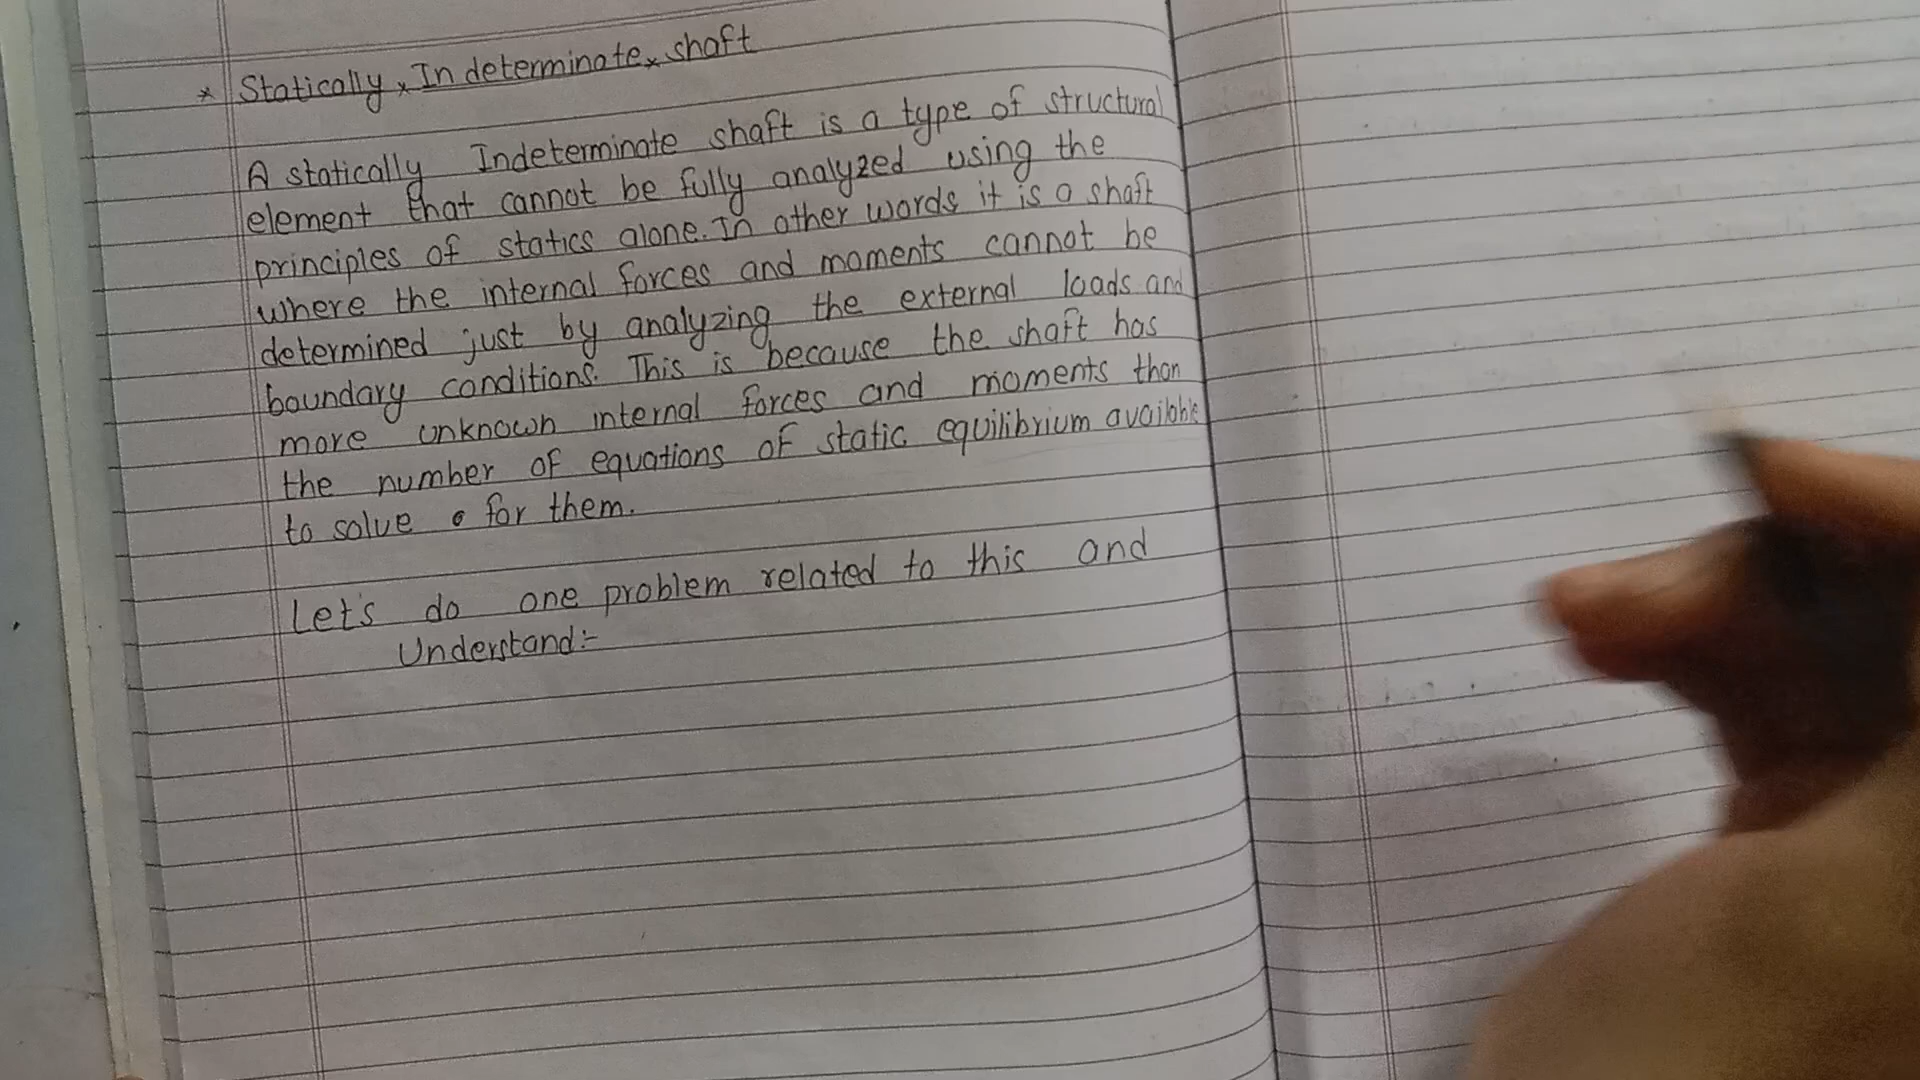 * Statically x Indeterminate x shaft
A statically Indeterminate shaft is a type of structural
element that cannot be fully analyzed using the
principles of statics alone. In other words it is a shaft
where the internal forces and moments cannot be
determined just by analyzing the external loads and
boundary conditions. This is because the shaft has
more unknown internal forces and moments than
the number of equations of static equilibrium available
to solve for them.
Let's do one problem related to this and
Understand:-